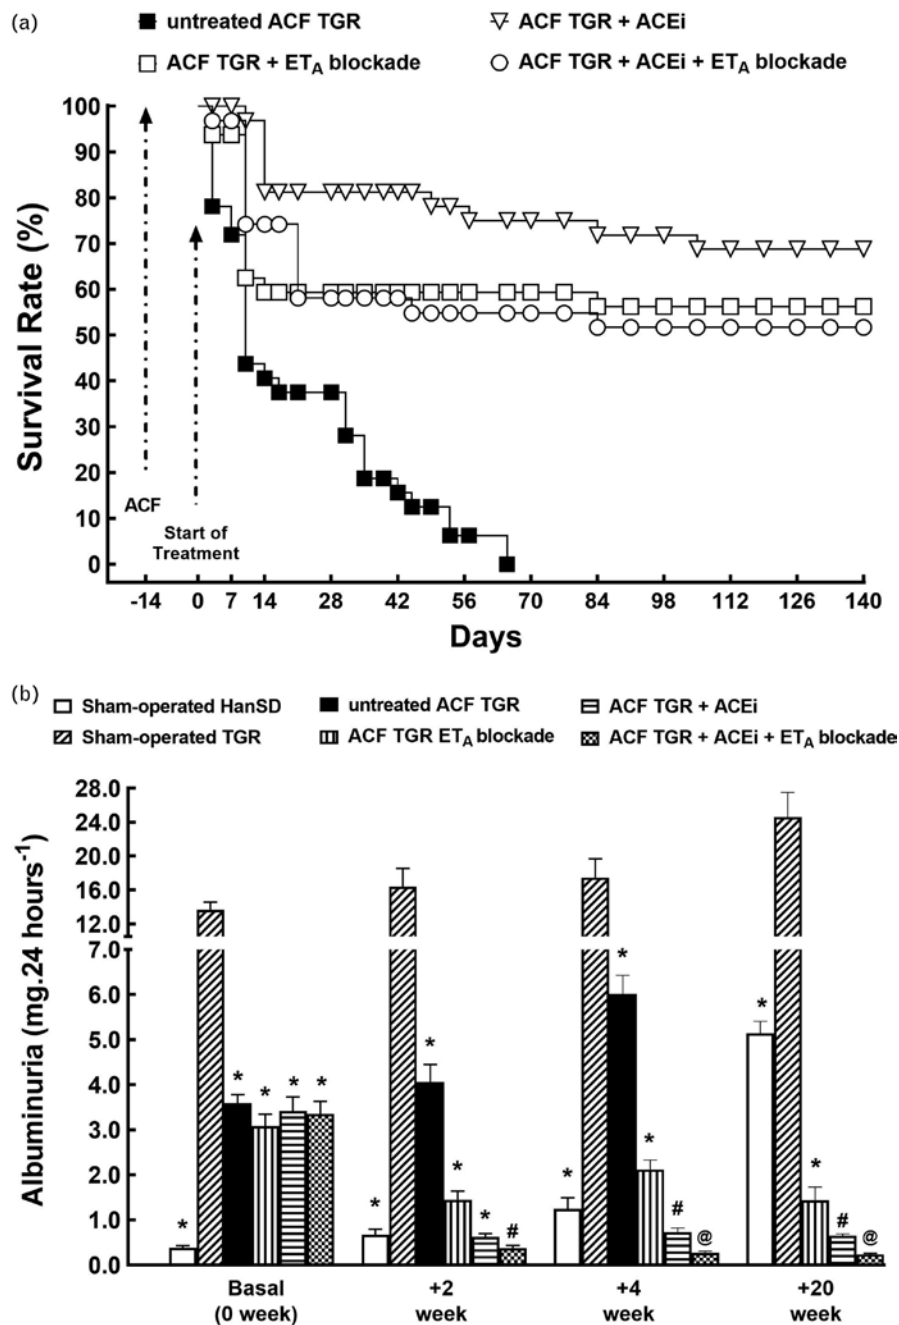 (a)
untreated ACF TGR
ACF TGR + ACEi
ACF TGR + ETA blockade
ACF TGR + ACEi + ETA blockade
Survival Rate (%)
100
90
80
70
60
50
40
30
20
10
0
ACF
Start of
Treatment
-14 0 7 14 28 42 56 70 84 98 112 126 140
Days
(b)
Sham-operated HanSD
untreated ACF TGR
ACF TGR + ACEi
Sham-operated TGR
ACF TGR ETA blockade
ACF TGR + ACEi + ETA blockade
Albuminuria (mg.24 hours-1)
28.0
24.0
20.0
16.0
12.0
7.0
6.0
5.0
4.0
3.0
2.0
1.0
0.0
* * * * *
* * * * #
* * * # @
* * # @
Basal
(0 week)
+2
week
+4
week
+20
week